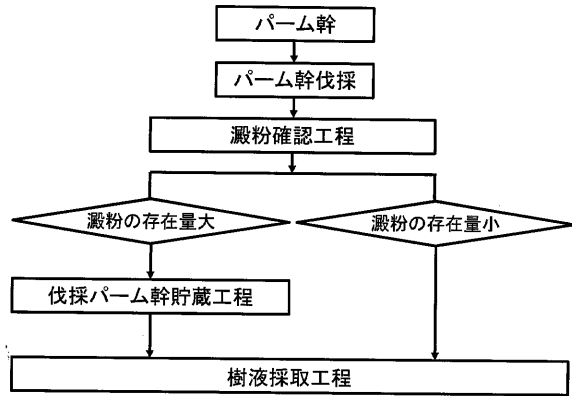 パーム幹
パーム幹伐採
澱粉確認工程
澱粉の存在量大
澱粉の存在量小
伐採パーム幹貯蔵工程
樹液採取工程